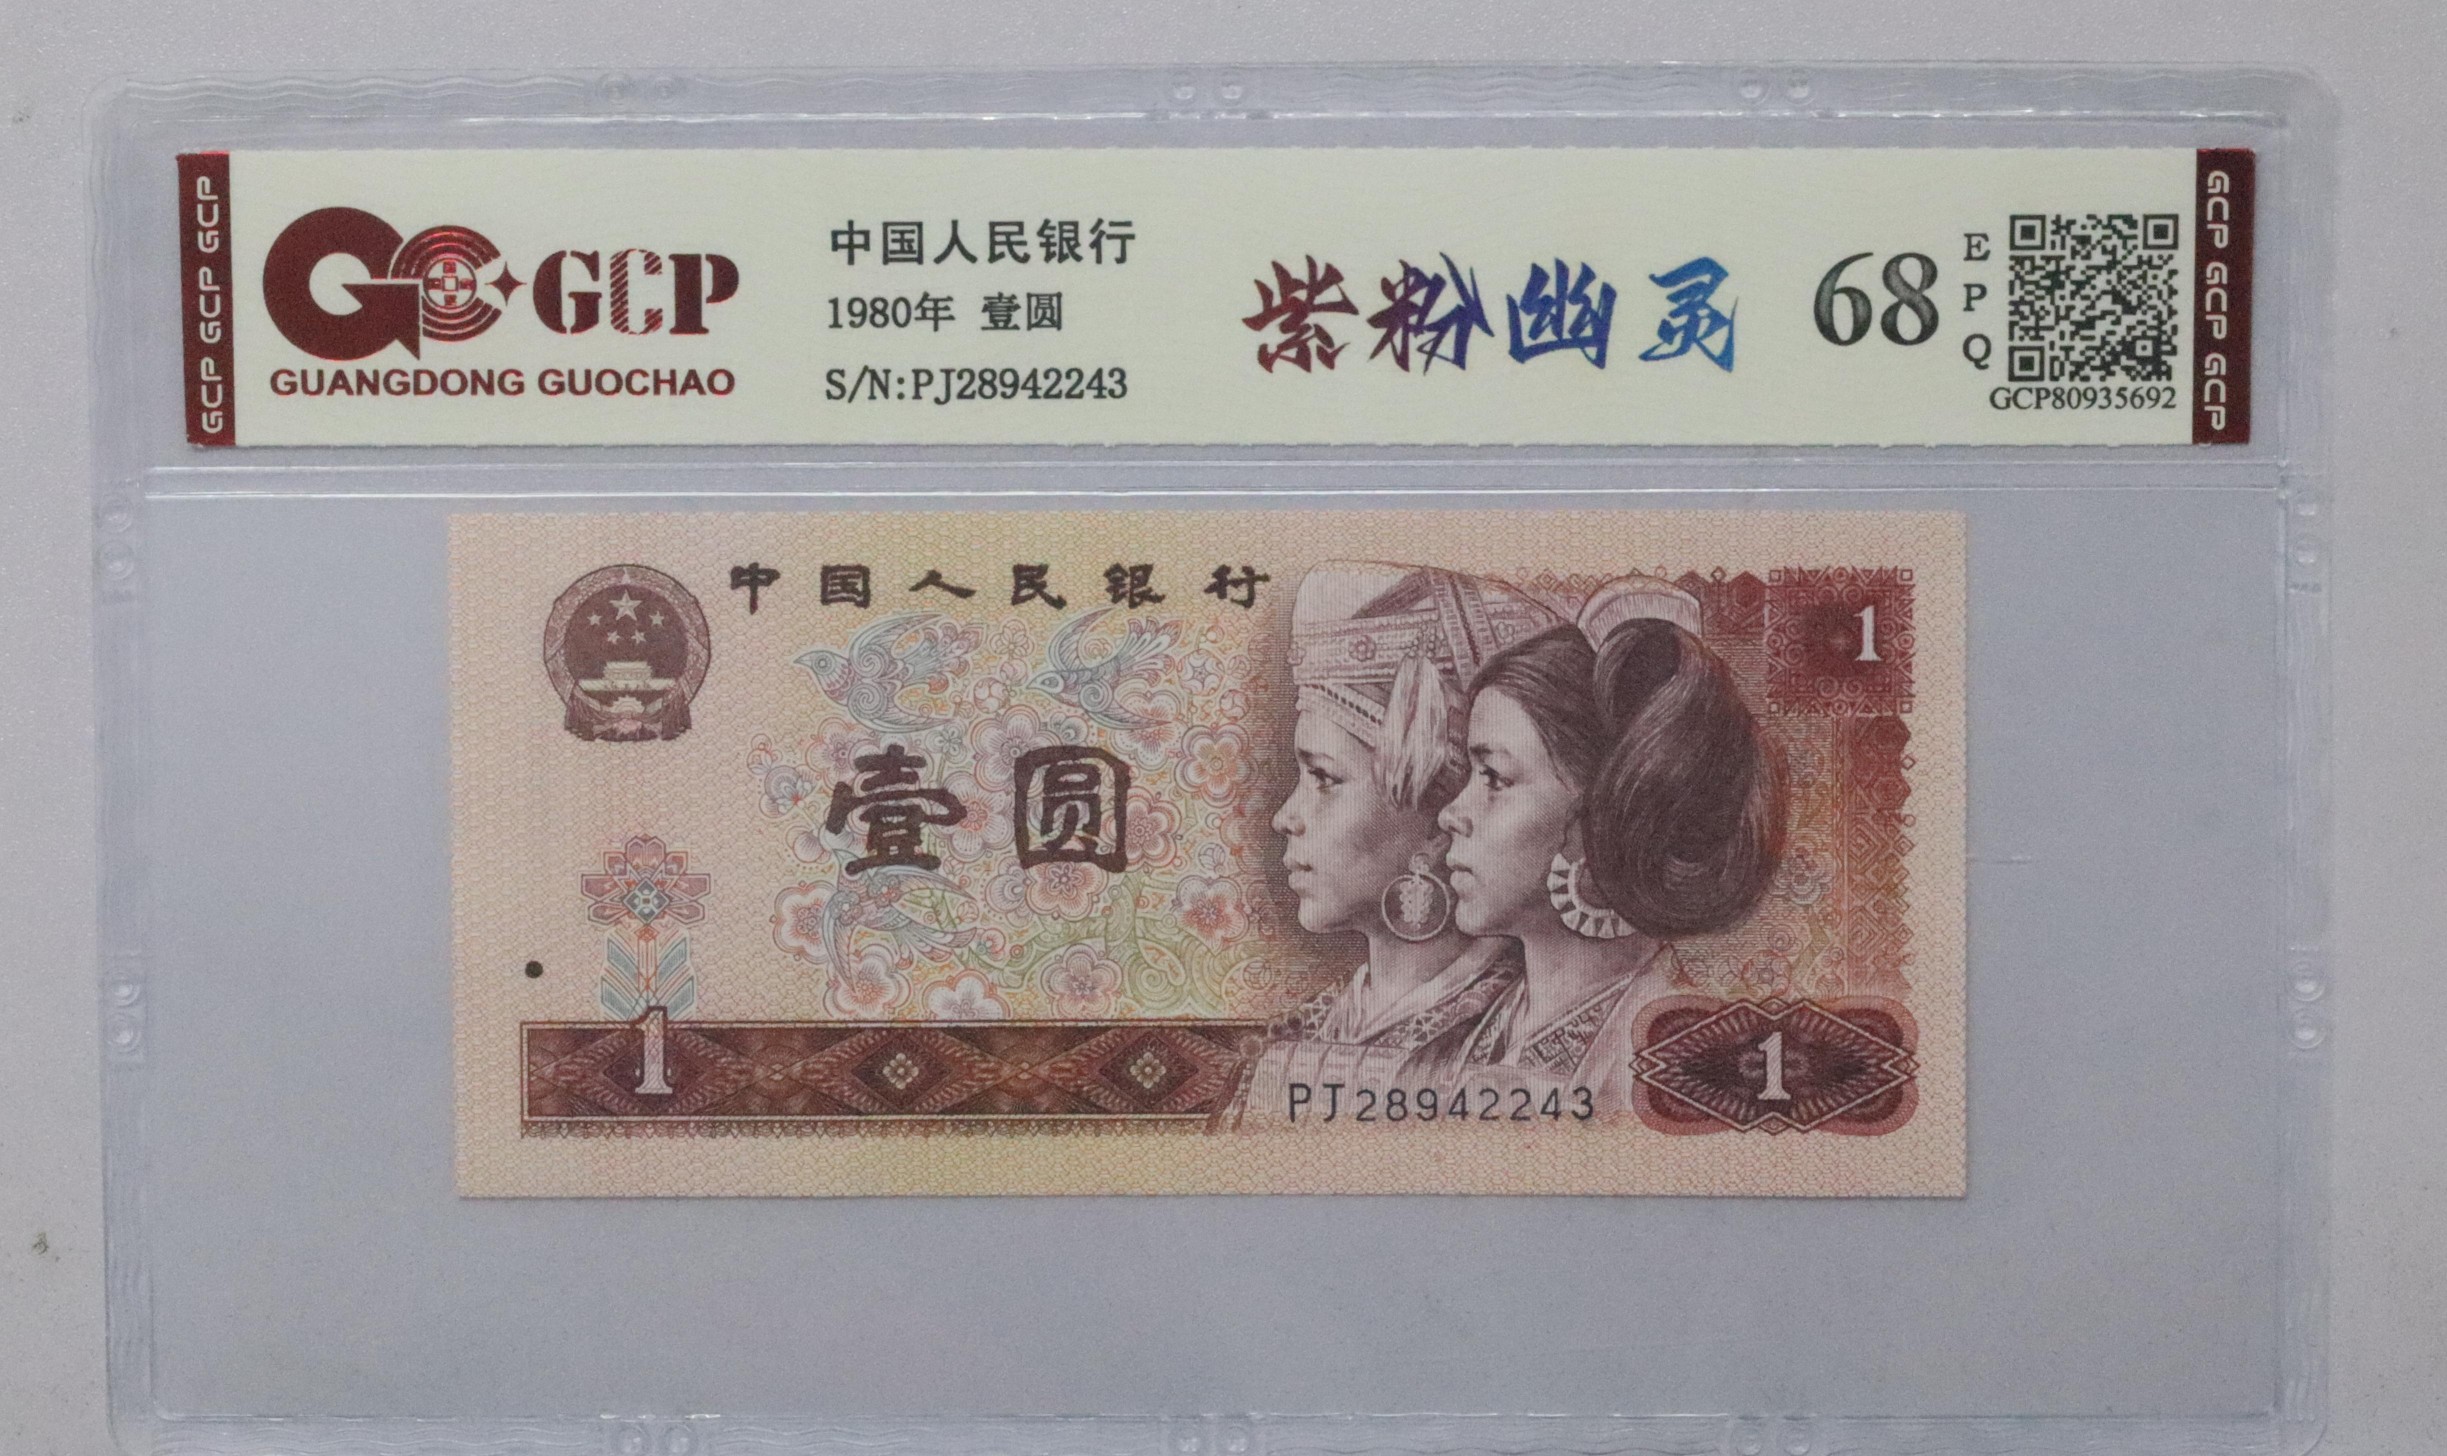 GCP GCP GCP
GCP
GUANGDONG GUOCHAO
中国人民银行
1980年 壹圆
S/N:PJ28942243
紫粉幽灵
68
E
P
Q
GCP80935692
GCP GCP GCP
中国人民银行
1
壹圆
1
PJ28942243
1